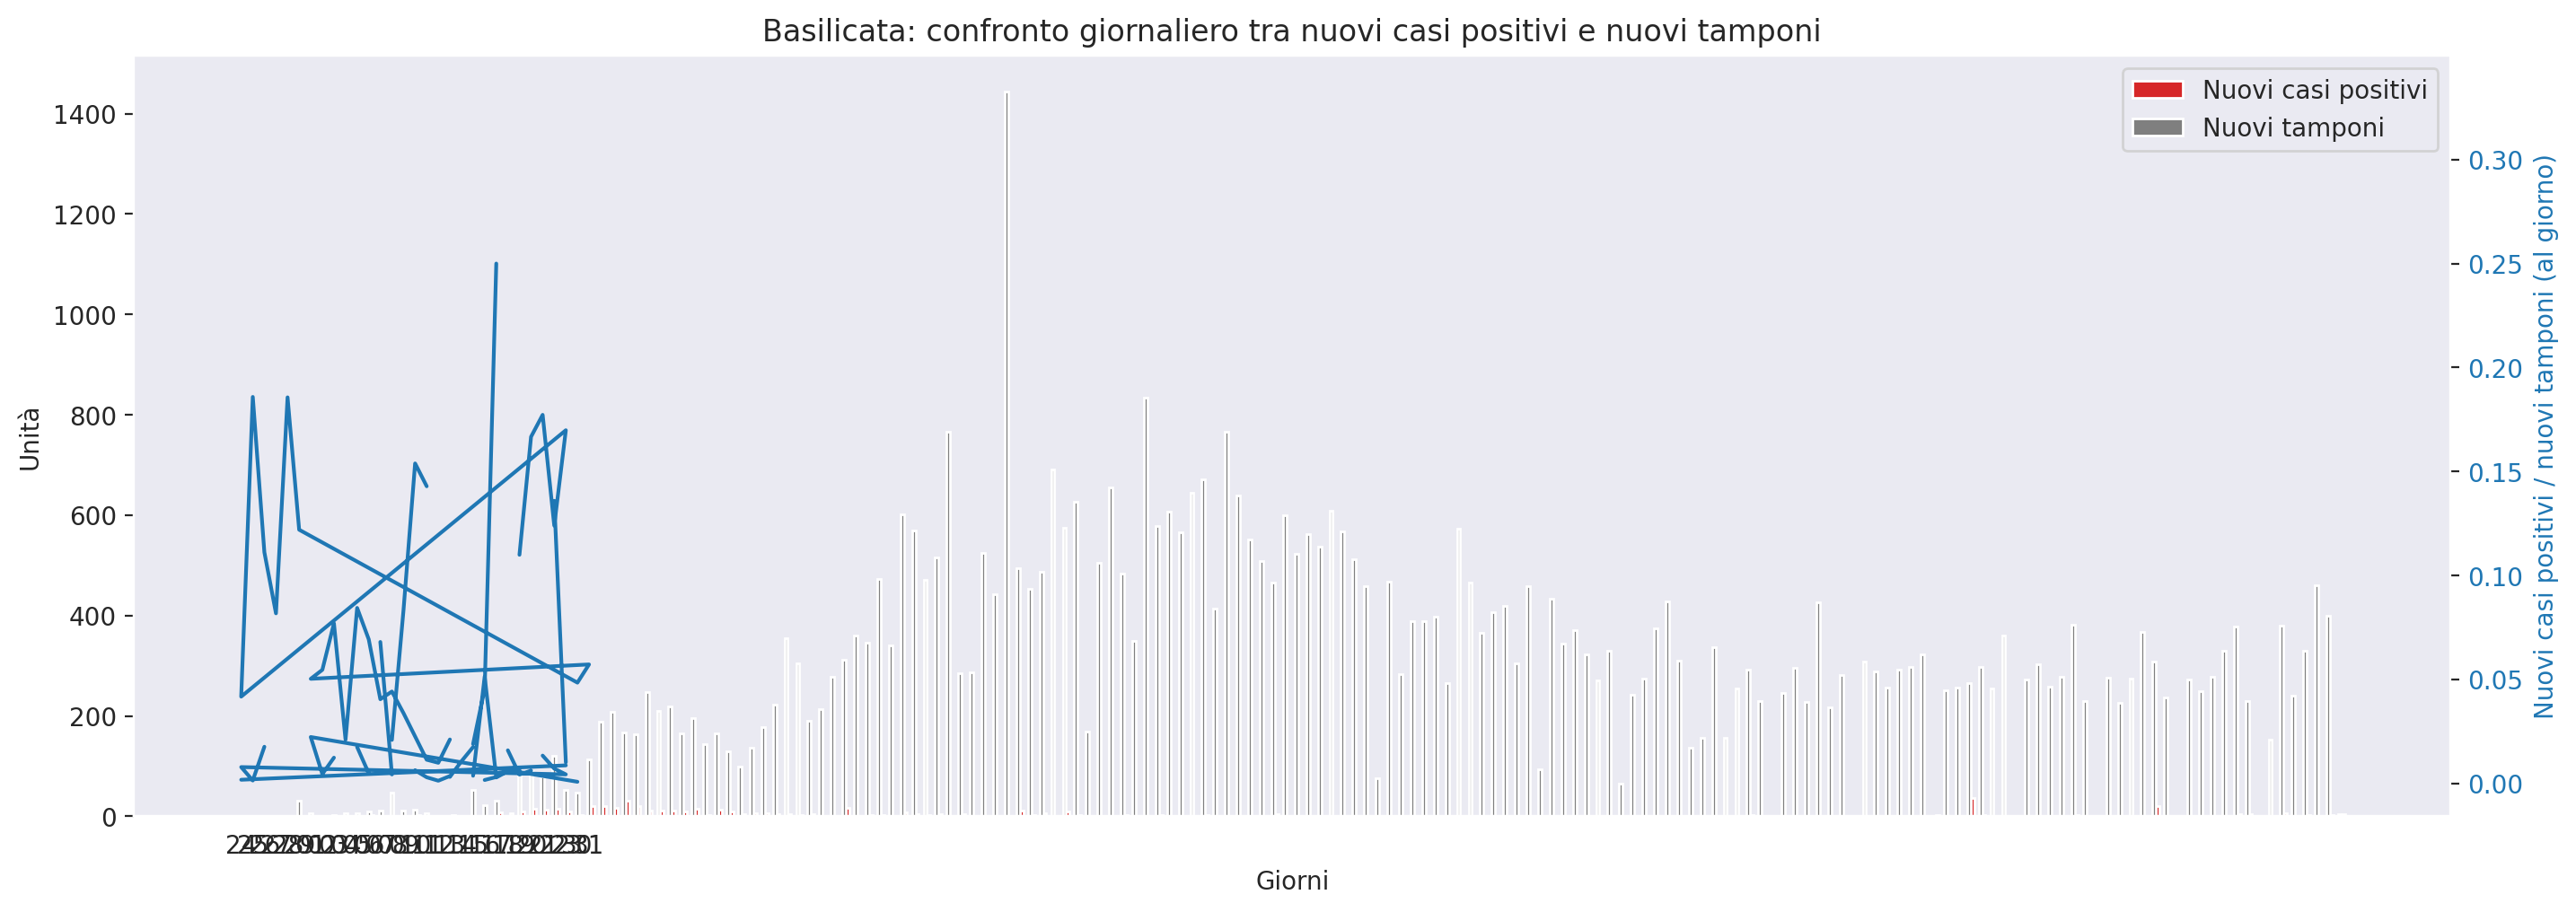 Basilicata: confronto giornaliero tra nuovi casi positivi e nuovi tamponi
Nuovi casi positivi
Nuovi tamponi
1400
1200
1000
800
600
400
200
0
Unità
0.30
0.25
0.20
0.15
0.10
0.05
0.00
Nuovi casi positivi / nuovi tamponi (al giorno)
Giorni